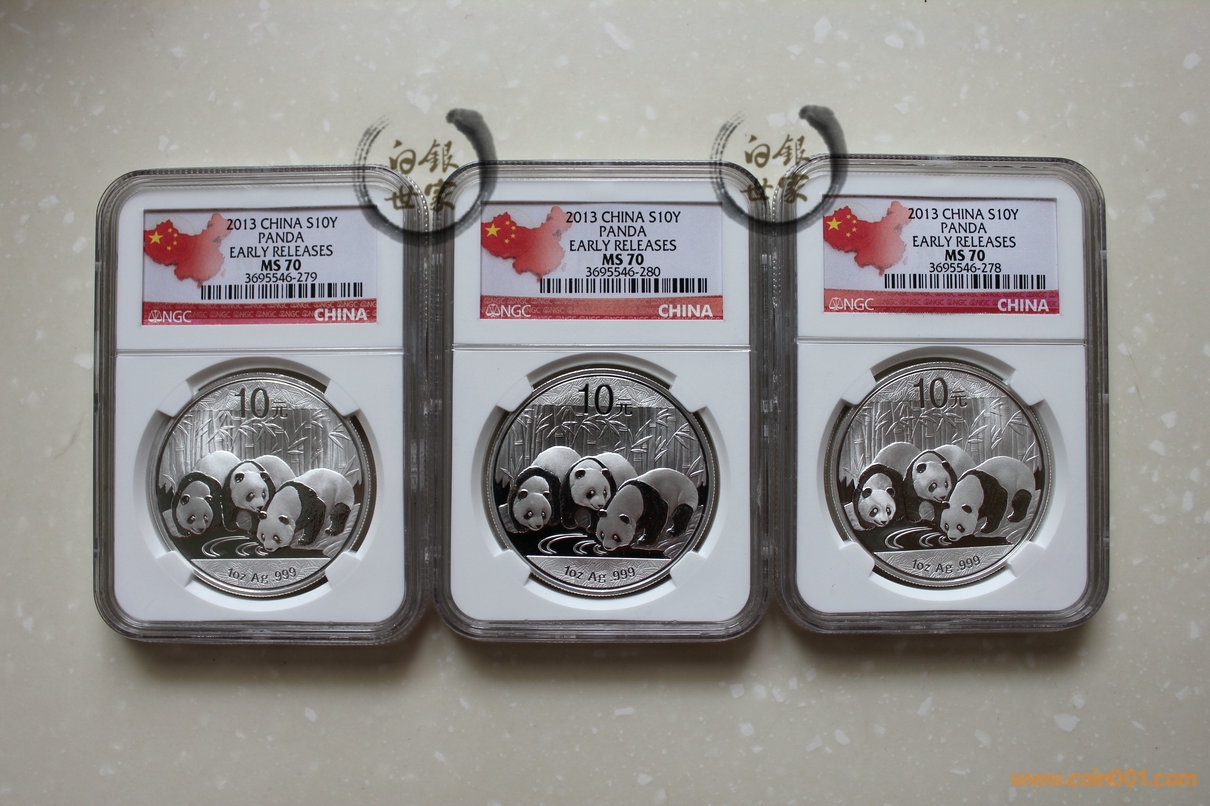 白銀
世家
白銀
世家
2013 CHINA S10Y
PANDA
EARLY RELEASES
MS 70
3695546-279
NGC
CHINA
2013 CHINA S10Y
PANDA
EARLY RELEASES
MS 70
3695546-280
NGC
CHINA
2013 CHINA S10Y
PANDA
EARLY RELEASES
MS 70
3695546-278
NGC
CHINA
10元
1oz Ag .999
10元
1oz Ag .999
10元
1oz Ag .999
www.coin001.com